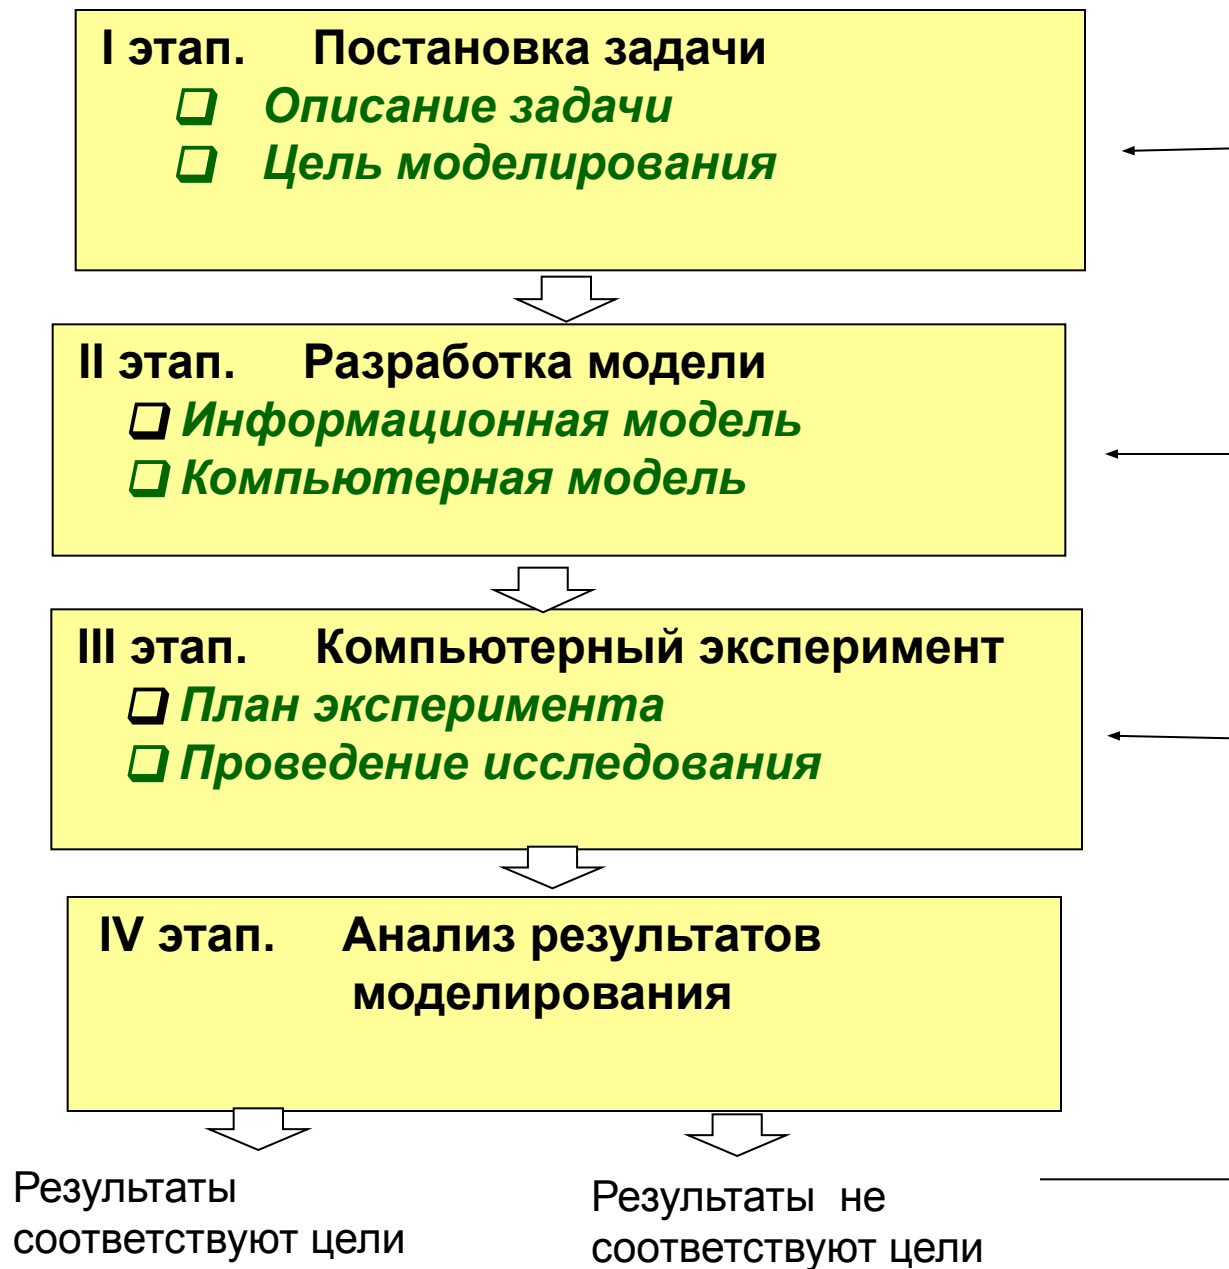 I этап. Постановка задачи
Описание задачи
Цель моделирования
II этап. Разработка модели
Информационная модель
Компьютерная модель
III этап. Компьютерный эксперимент
План эксперимента
Проведение исследования
IV этап. Анализ результатов
моделирования
Результаты
соответствуют цели
Результаты не
соответствуют цели